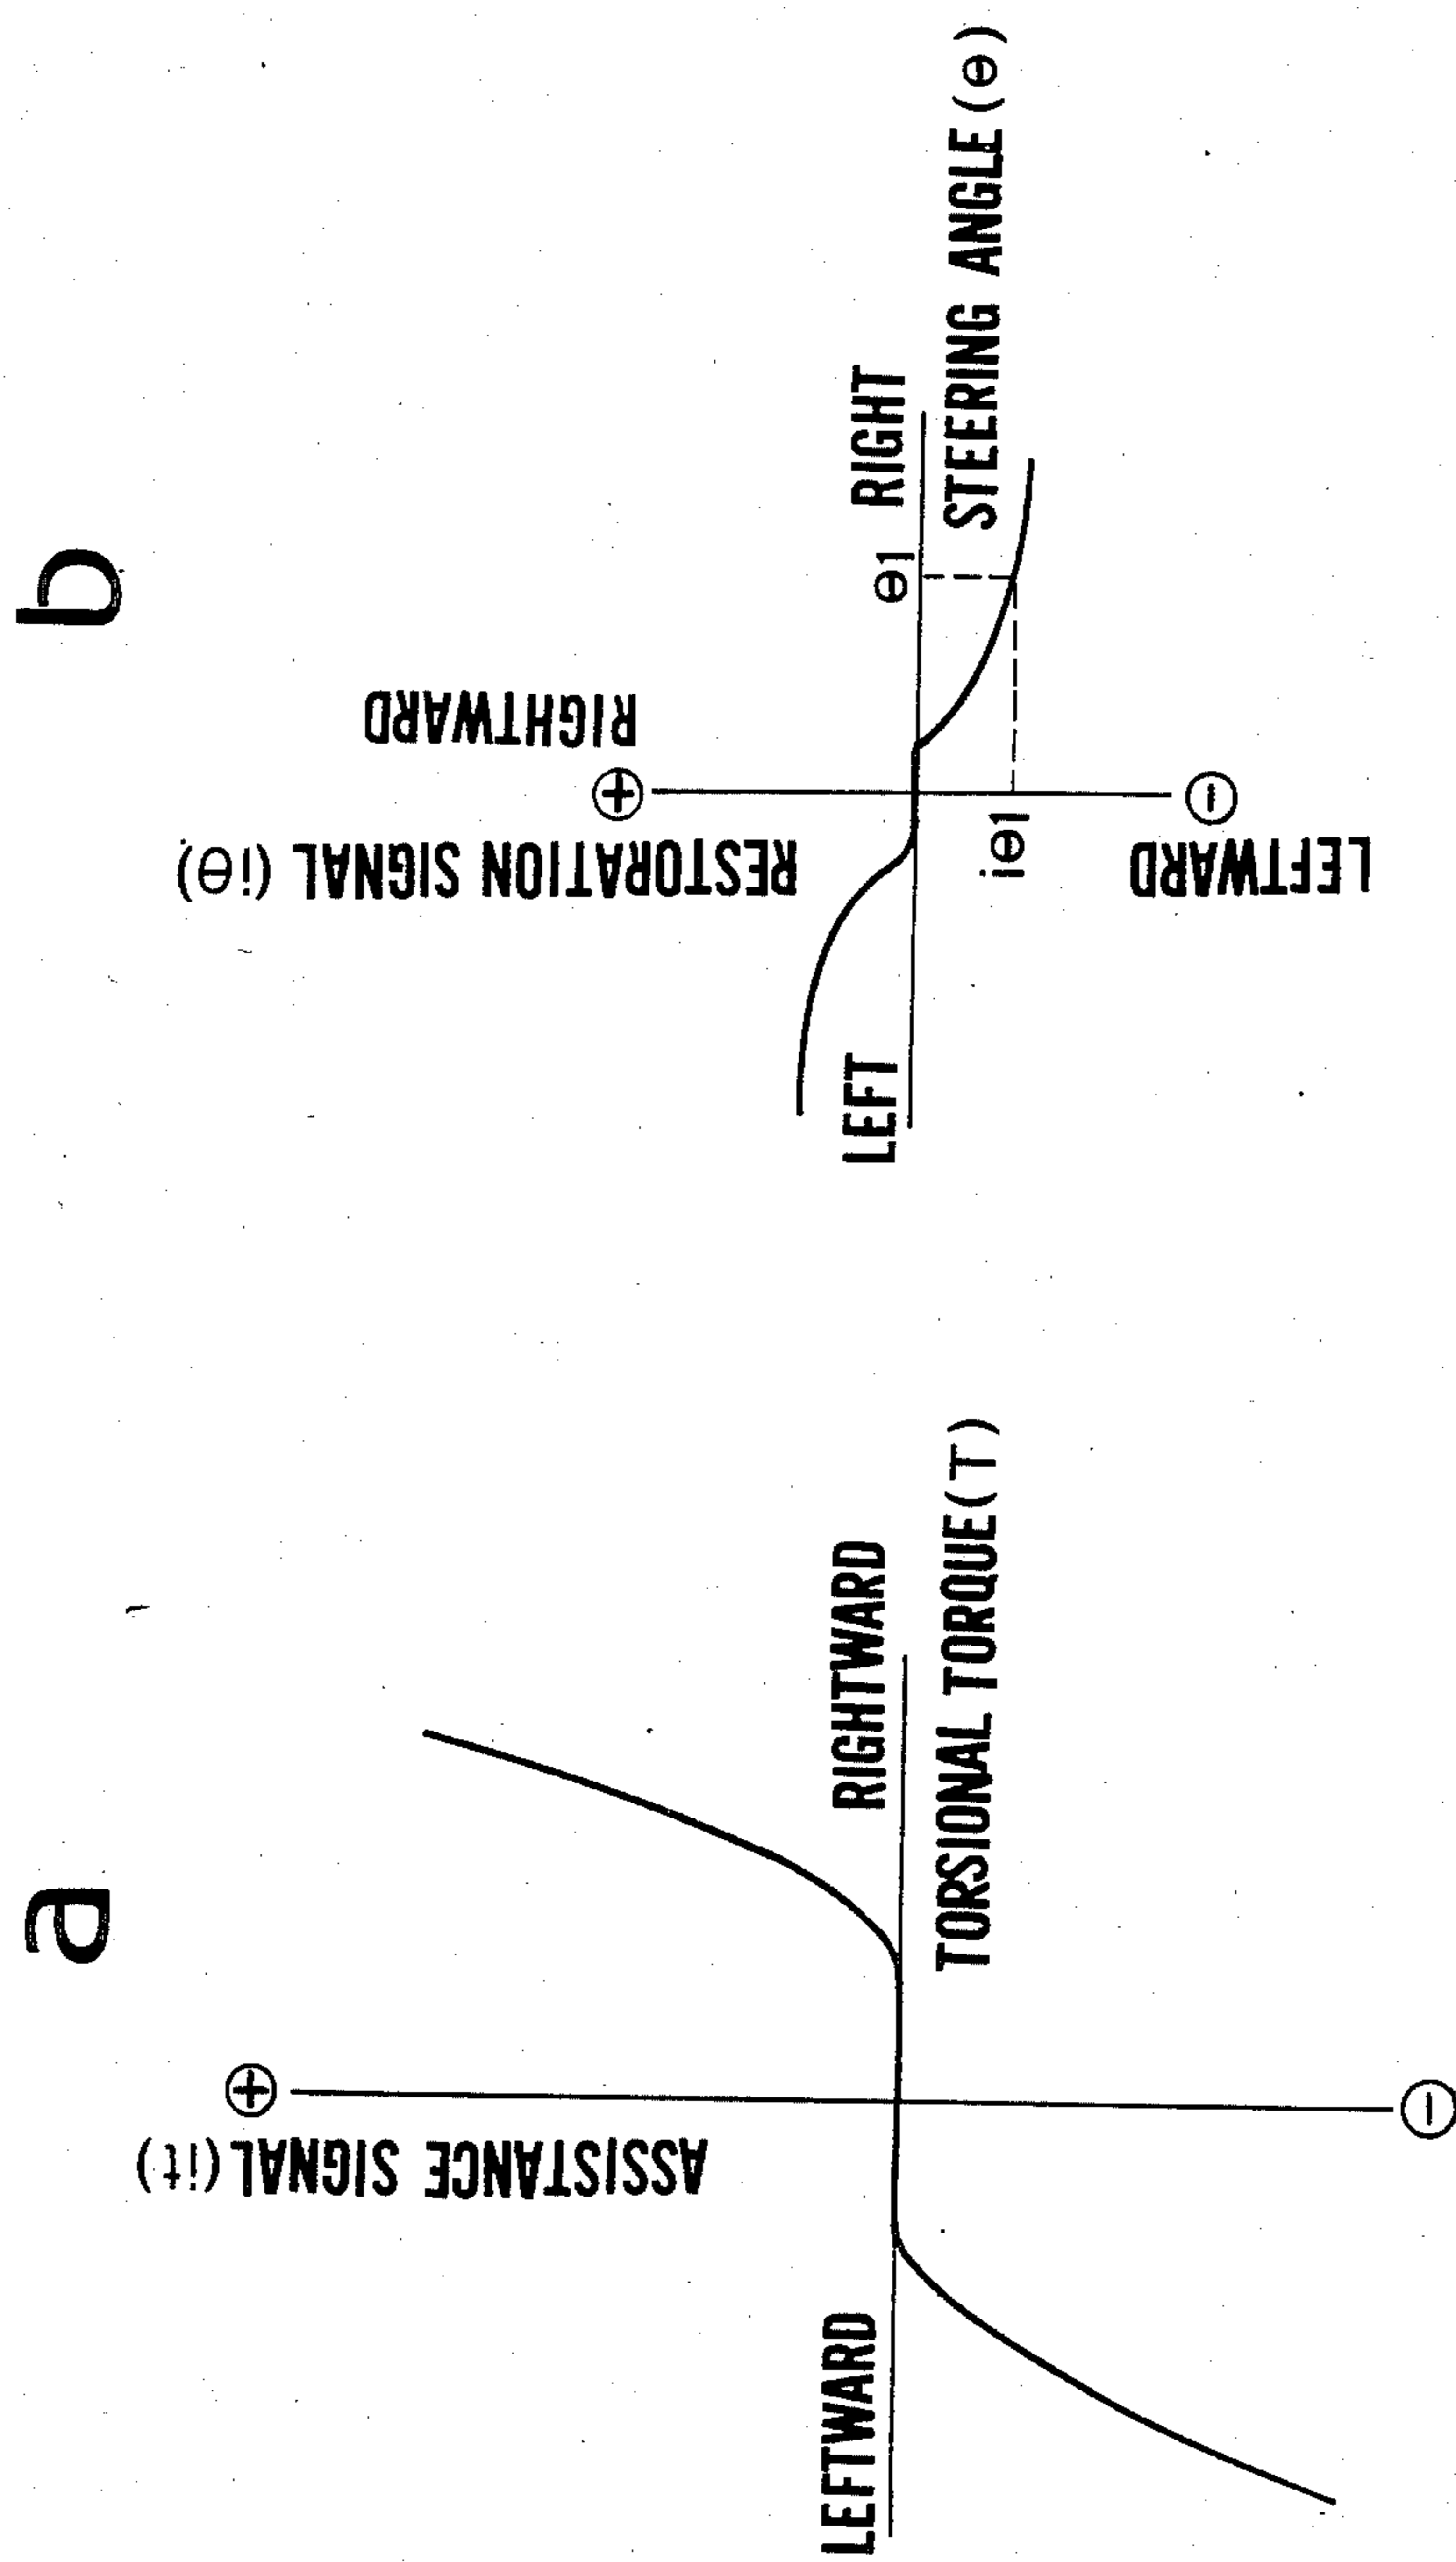 a
ASSISTANCE SIGNAL (it)
+
LEFTWARD
RIGHTWARD
TORSIONAL TORQUE (T)
−
b
RESTORATION SIGNAL (iθ)
+
RIGHTWARD
LEFT
θ1
RIGHT
STEERING ANGLE (θ)
iθ1
LEFTWARD
−